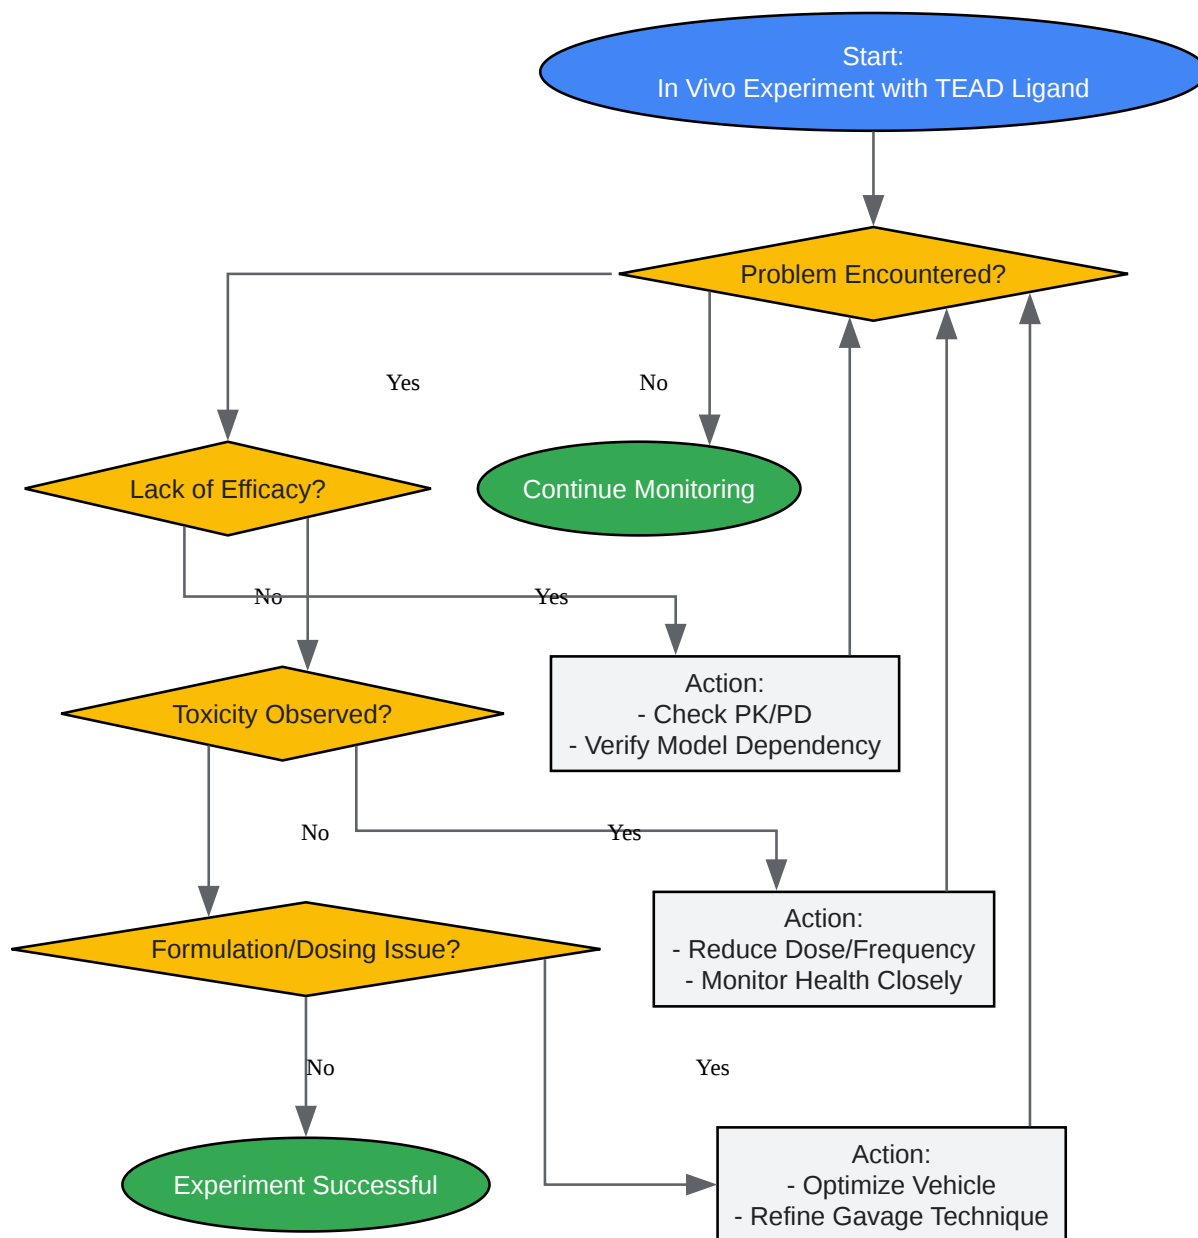 Start:
In Vivo Experiment with TEAD Ligand
Problem Encountered?
Yes
No
Lack of Efficacy?
Continue Monitoring
No
Yes
Action:
- Check PK/PD
- Verify Model Dependency
Toxicity Observed?
No
Yes
Action:
- Reduce Dose/Frequency
- Monitor Health Closely
Formulation/Dosing Issue?
No
Yes
Action:
- Optimize Vehicle
- Refine Gavage Technique
Experiment Successful